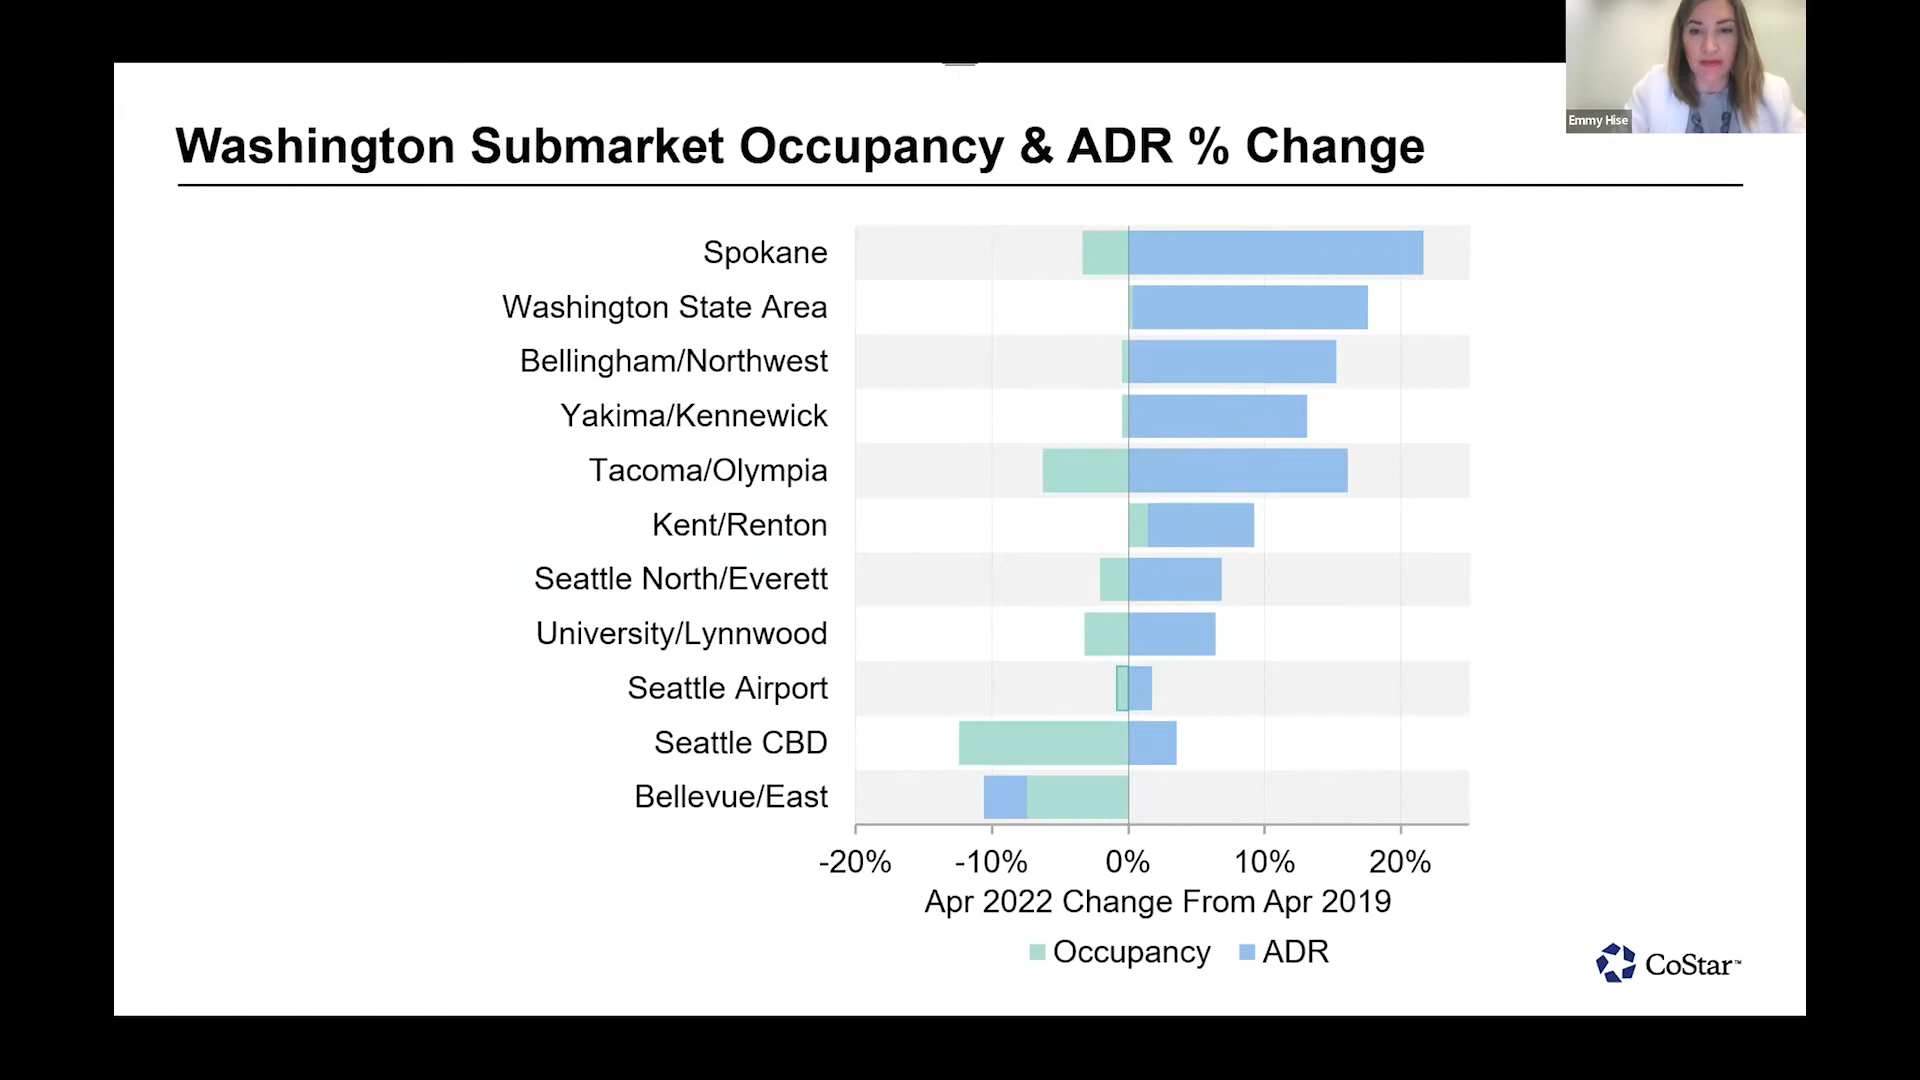 Emmy Hise
Washington Submarket Occupancy & ADR % Change
Spokane
Washington State Area
Bellingham/Northwest
Yakima/Kennewick
Tacoma/Olympia
Kent/Renton
Seattle North/Everett
University/Lynnwood
Seattle Airport
Seattle CBD
Bellevue/East
-20% -10% 0% 10% 20%
Apr 2022 Change From Apr 2019
Occupancy ADR
CoStar™